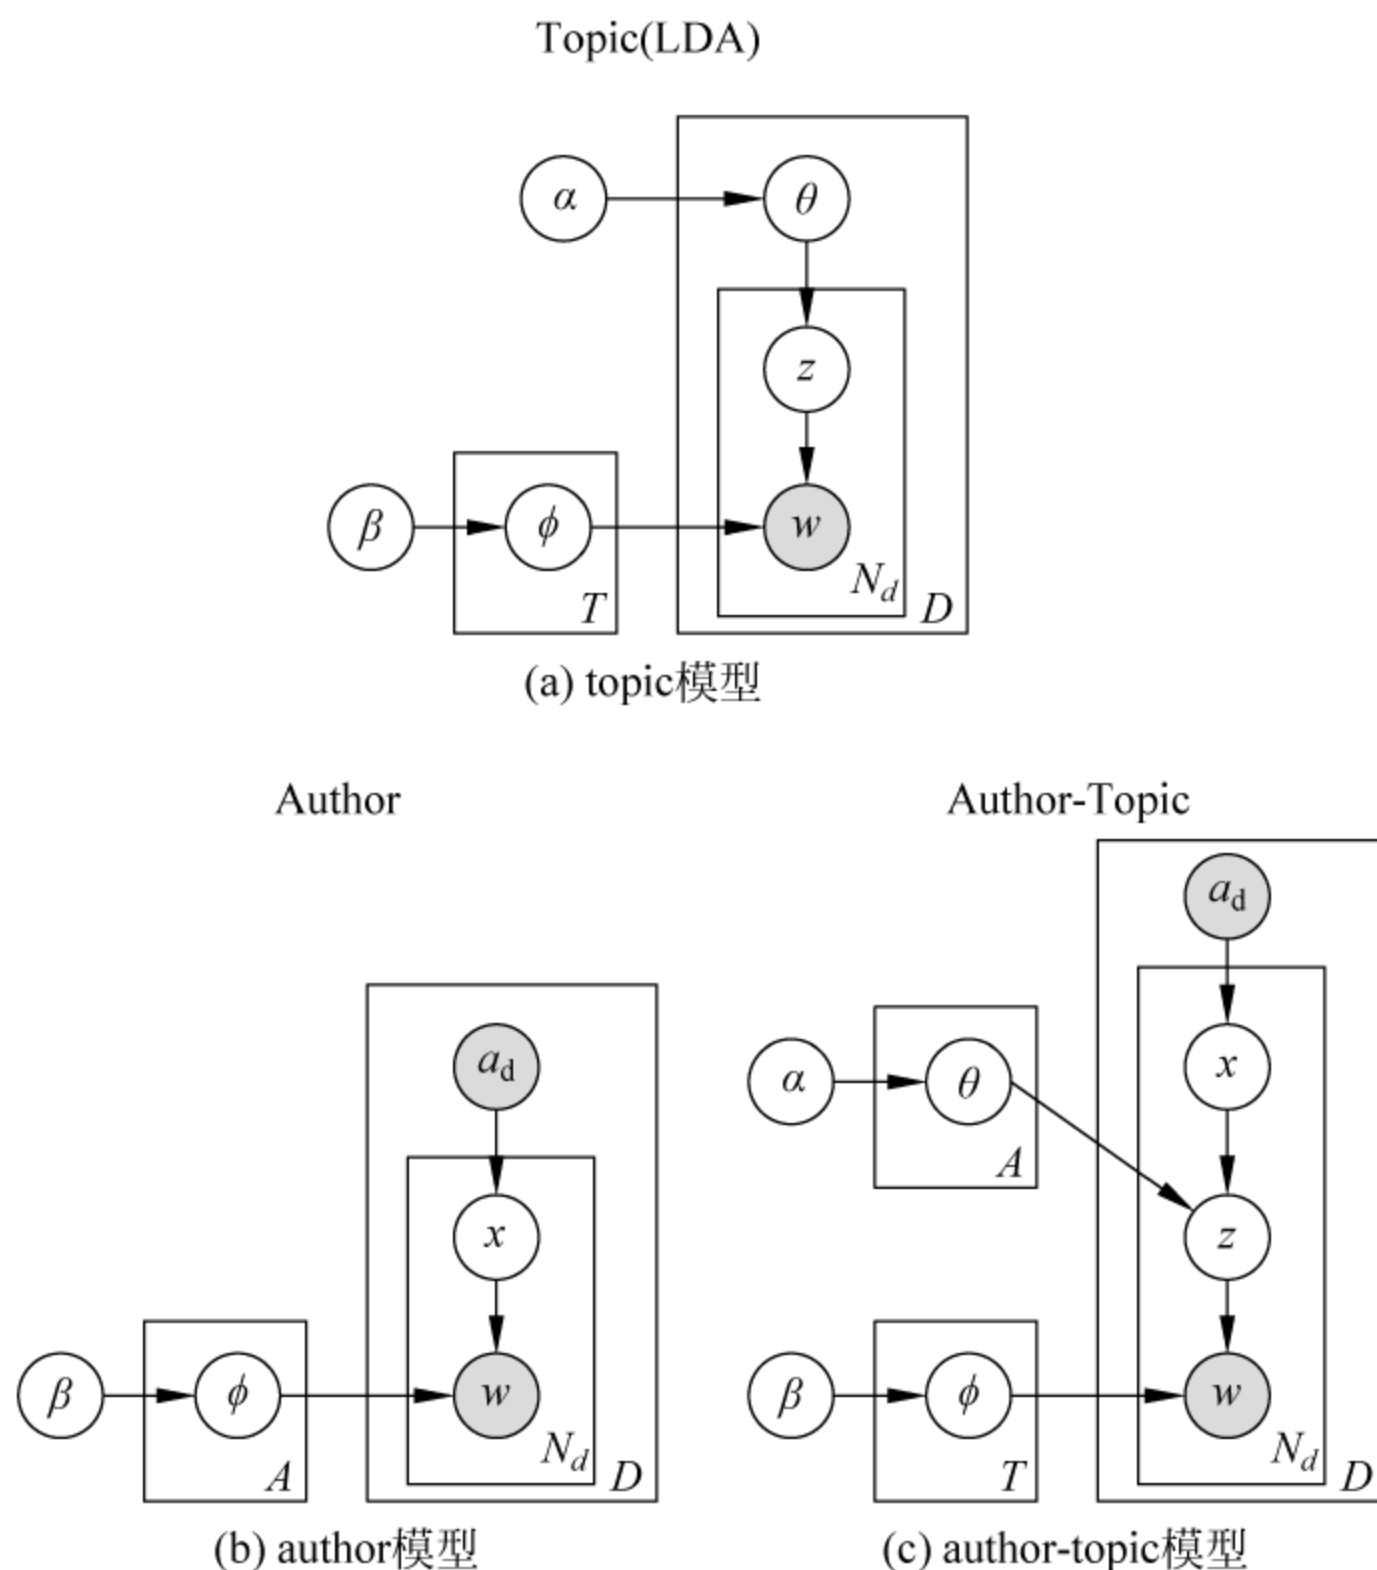 Topic(LDA)
α
θ
z
β
ϕ
w
N_d
T
D
(a) topic模型
Author
Author-Topic
a_d
x
β
ϕ
w
N_d
A
D
a_d
x
α
θ
A
z
β
ϕ
w
N_d
T
D
(b) author模型
(c) author-topic模型